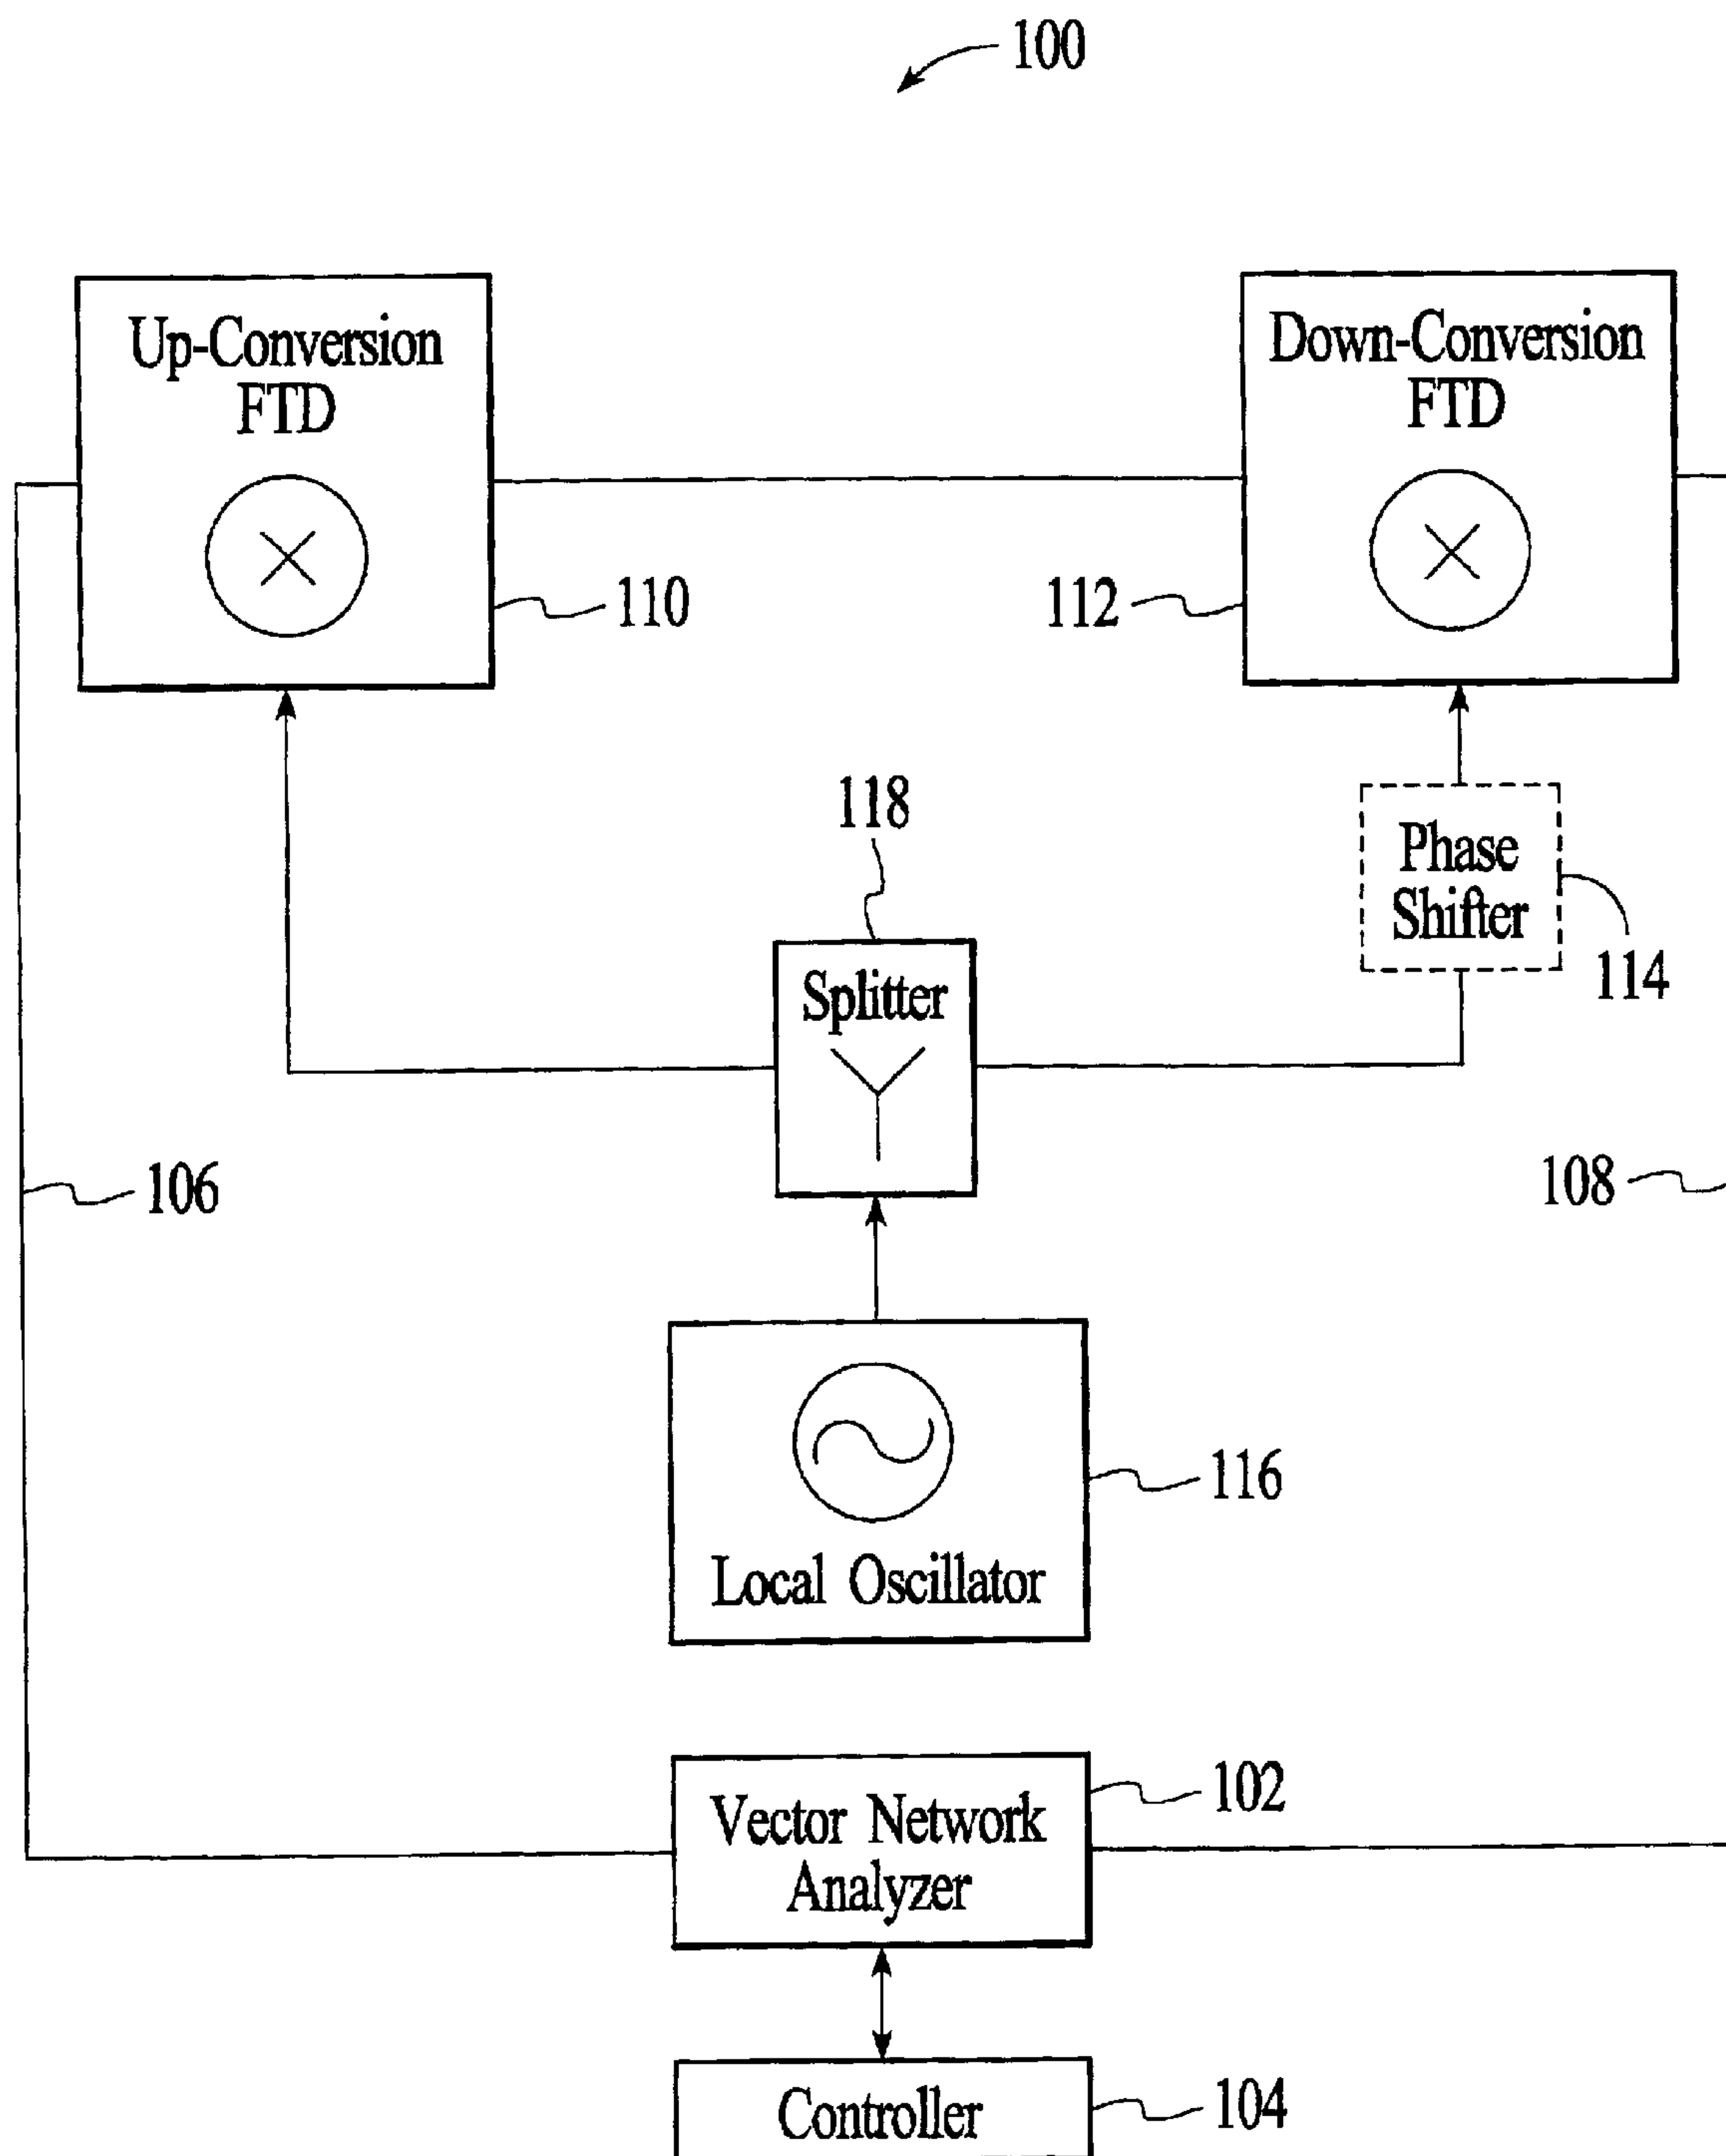 100
Up-Conversion
FTD
Down-Conversion
FTD
110
112
118
Phase
Shifter
114
Splitter
106
108
116
Local Oscillator
102
Vector Network
Analyzer
Controller
104